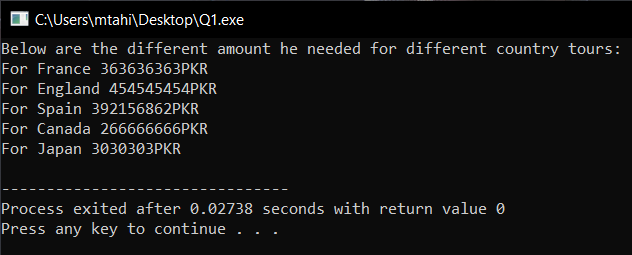 C:\Users\mtahi\Desktop\Q1.exe
Below are the different amount he needed for different country tours:
For France 363636363PKR
For England 454545454PKR
For Spain 392156862PKR
For Canada 266666666PKR
For Japan 3030303PKR
--------------------------------
Process exited after 0.02738 seconds with return value 0
Press any key to continue . . .